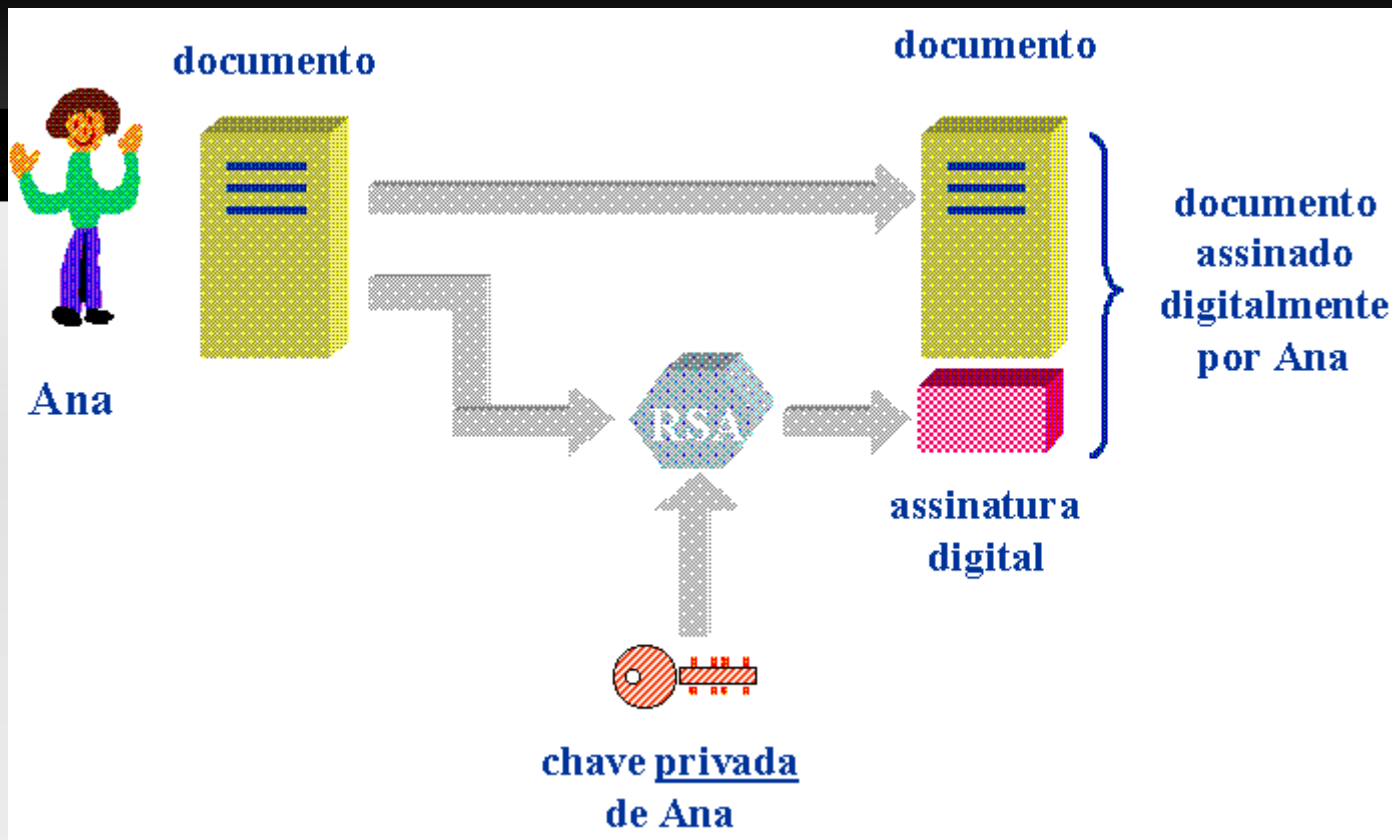 documento
documento
Ana
documento
assinado
digitalmente
por Ana
RSA
assinatura
digital
chave privada
de Ana